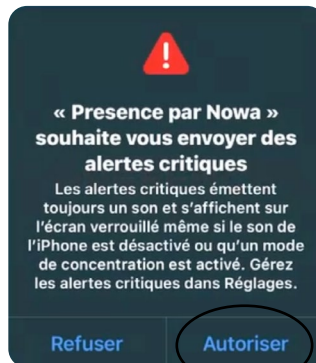 « Presence par Nowa »
souhaite vous envoyer des
alertes critiques
Les alertes critiques émettent
toujours un son et s'affichent sur
l'écran verrouillé même si le son de
l'iPhone est désactivé ou qu'un mode
de concentration est activé. Gérez
les alertes critiques dans Réglages.
Refuser Autoriser